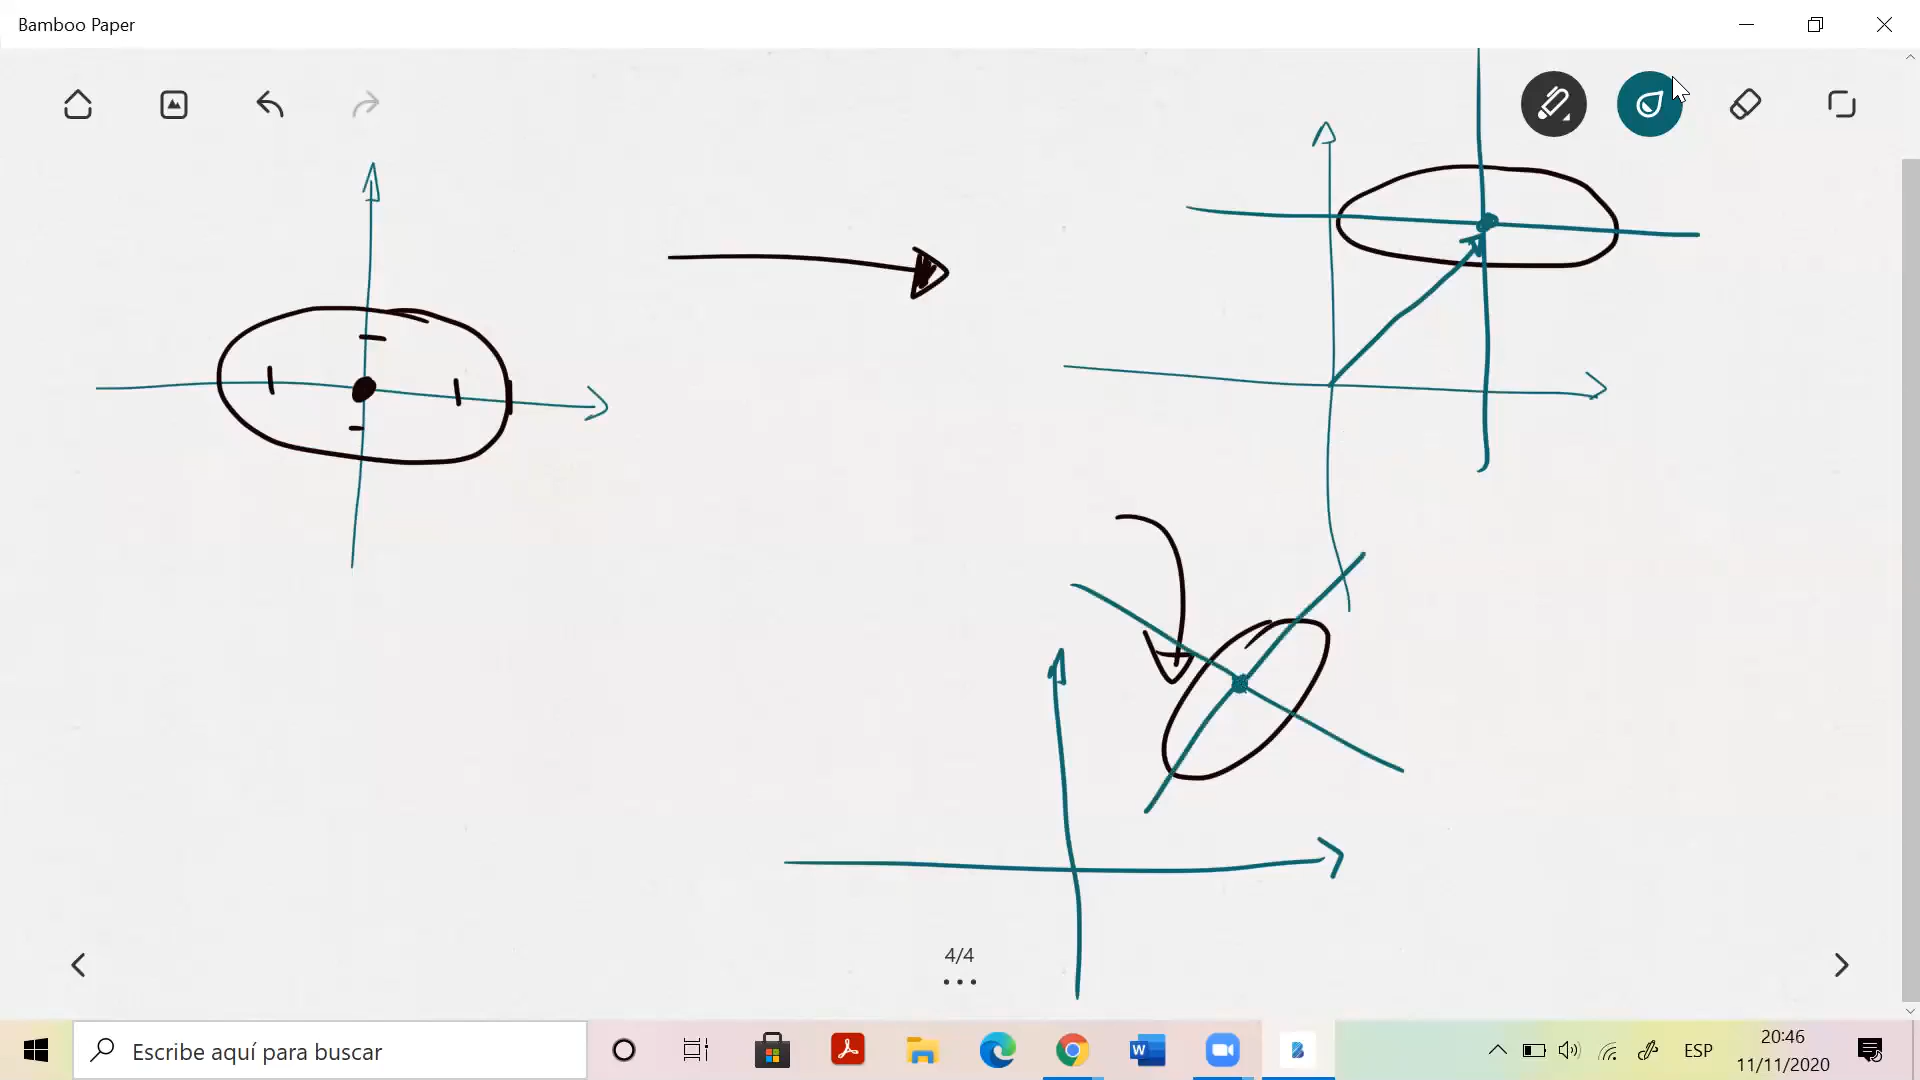 Bamboo Paper
4/4
Escribe aquí para buscar
W
ESP
20:46
11/11/2020